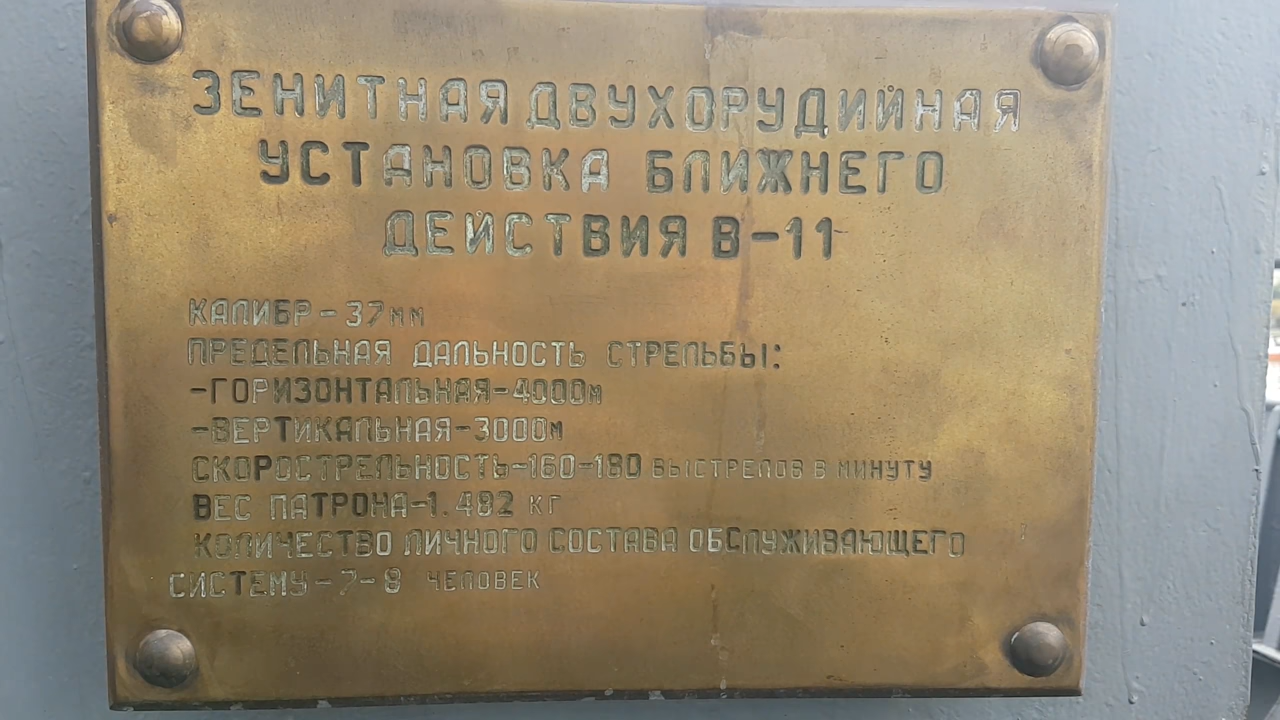 ЗЕНИТНАЯ ДВУХОРУДИЙНАЯ
УСТАНОВКА БЛИЖНЕГО
ДЕЙСТВИЯ В-11
КАЛИБР-37мм
ПРЕДЕЛЬНАЯ ДАЛЬНОСТЬ СТРЕЛЬБЫ:
-ГОРИЗОНТАЛЬНАЯ-4000м
-ВЕРТИКАЛЬНАЯ-3000м
СКОРОСТРЕЛЬНОСТЬ-160-180 ВЫСТРЕЛОВ В МИНУТУ
ВЕС ПАТРОНА-1.482 КГ
КОЛИЧЕСТВО ЛИЧНОГО СОСТАВА ОБСЛУЖИВАЮЩЕГО
СИСТЕМУ-7-8 ЧЕЛОВЕК